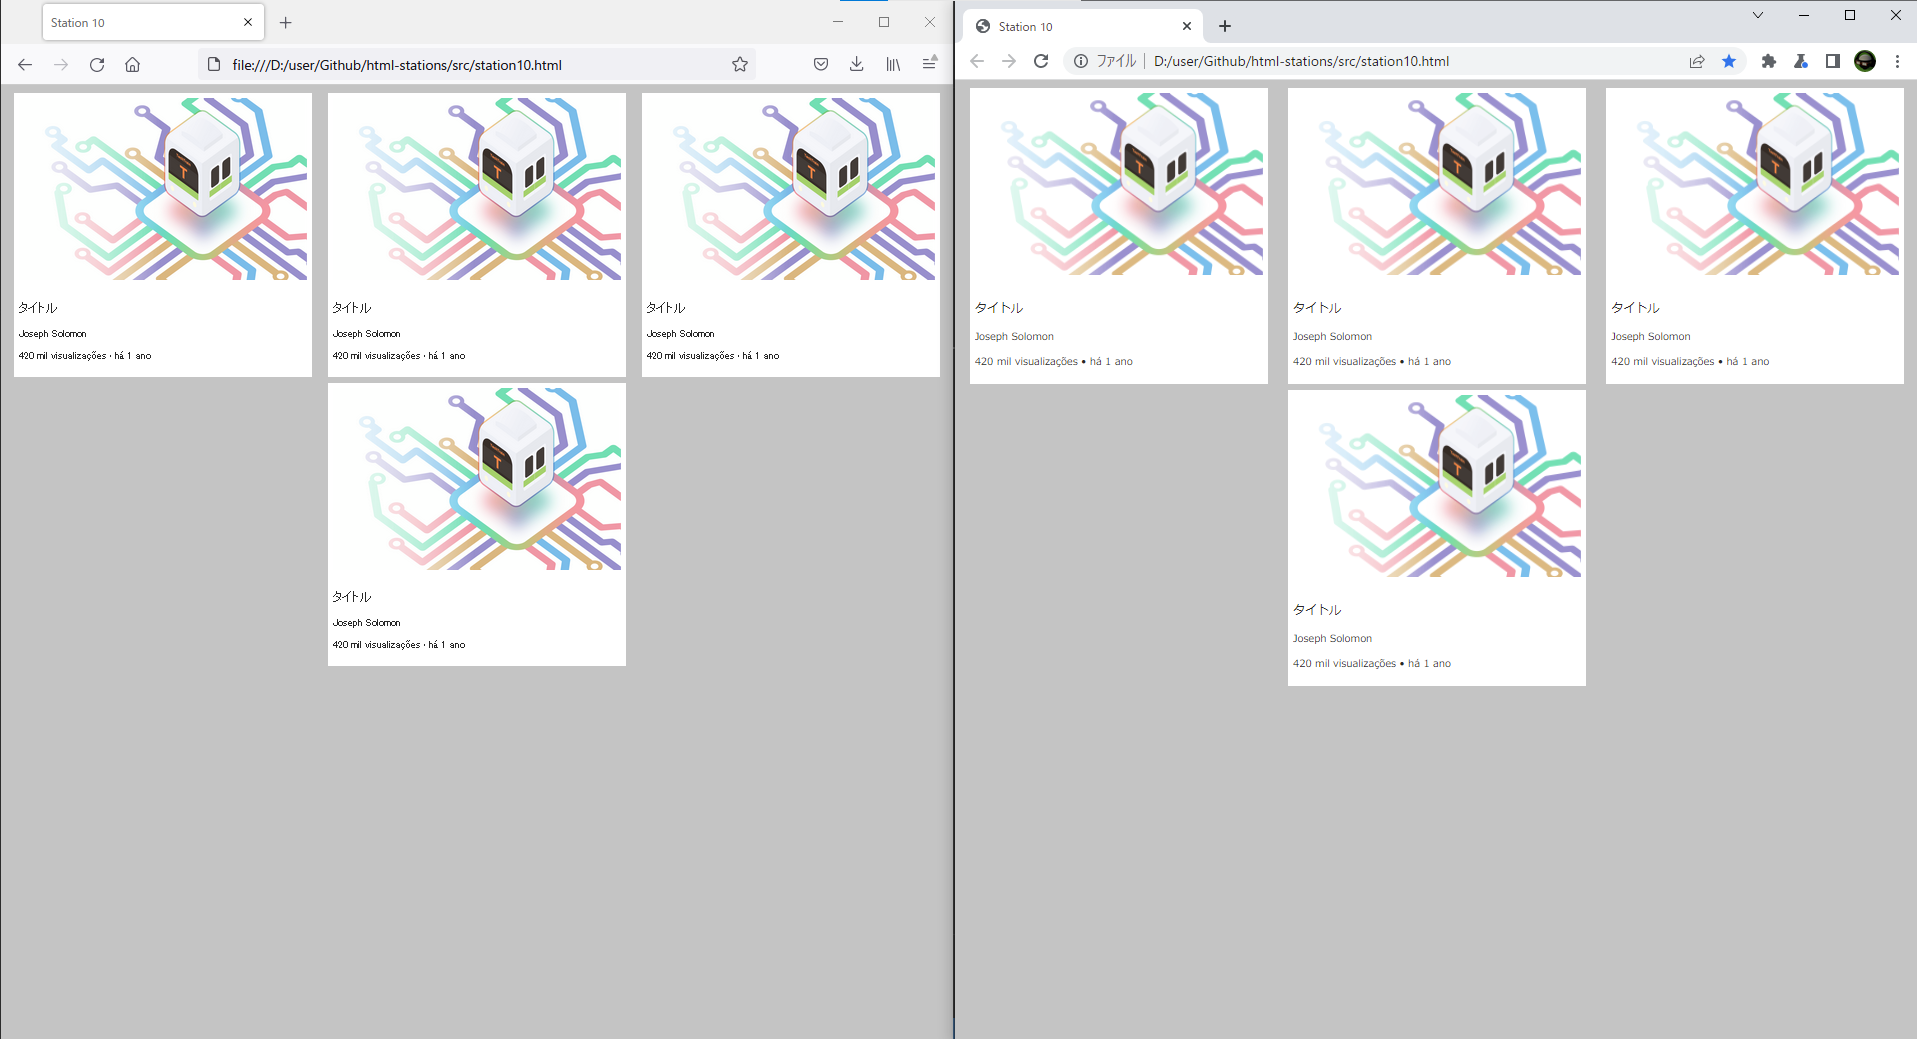 Station 10
file:///D:/user/Github/html-stations/src/station10.html
T
T
T
タイトル
タイトル
タイトル
Joseph Solomon
Joseph Solomon
Joseph Solomon
420 mil visualizações · há 1 ano
420 mil visualizações · há 1 ano
420 mil visualizações · há 1 ano
T
タイトル
Joseph Solomon
420 mil visualizações · há 1 ano
Station 10
ファイル
D:/user/Github/html-stations/src/station10.html
T
T
T
タイトル
タイトル
タイトル
Joseph Solomon
Joseph Solomon
Joseph Solomon
420 mil visualizações • há 1 ano
420 mil visualizações • há 1 ano
420 mil visualizações • há 1 ano
T
タイトル
Joseph Solomon
420 mil visualizações • há 1 ano